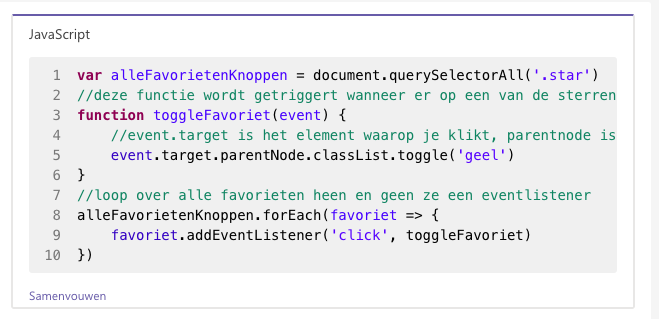 JavaScript
1 var alleFavorietenKnoppen = document.querySelectorAll('.star')
2 //deze functie wordt getriggert wanneer er op een van de sterren
3 function toggleFavoriet(event) {
4 //event.target is het element waarop je klikt, parentnode is
5 event.target.parentNode.classList.toggle('geel')
6 }
7 //loop over alle favorieten heen en geen ze een eventlistener
8 alleFavorietenKnoppen.forEach(favoriet => {
9 favoriet.addEventListener('click', toggleFavoriet)
10 })
Samenvouwen